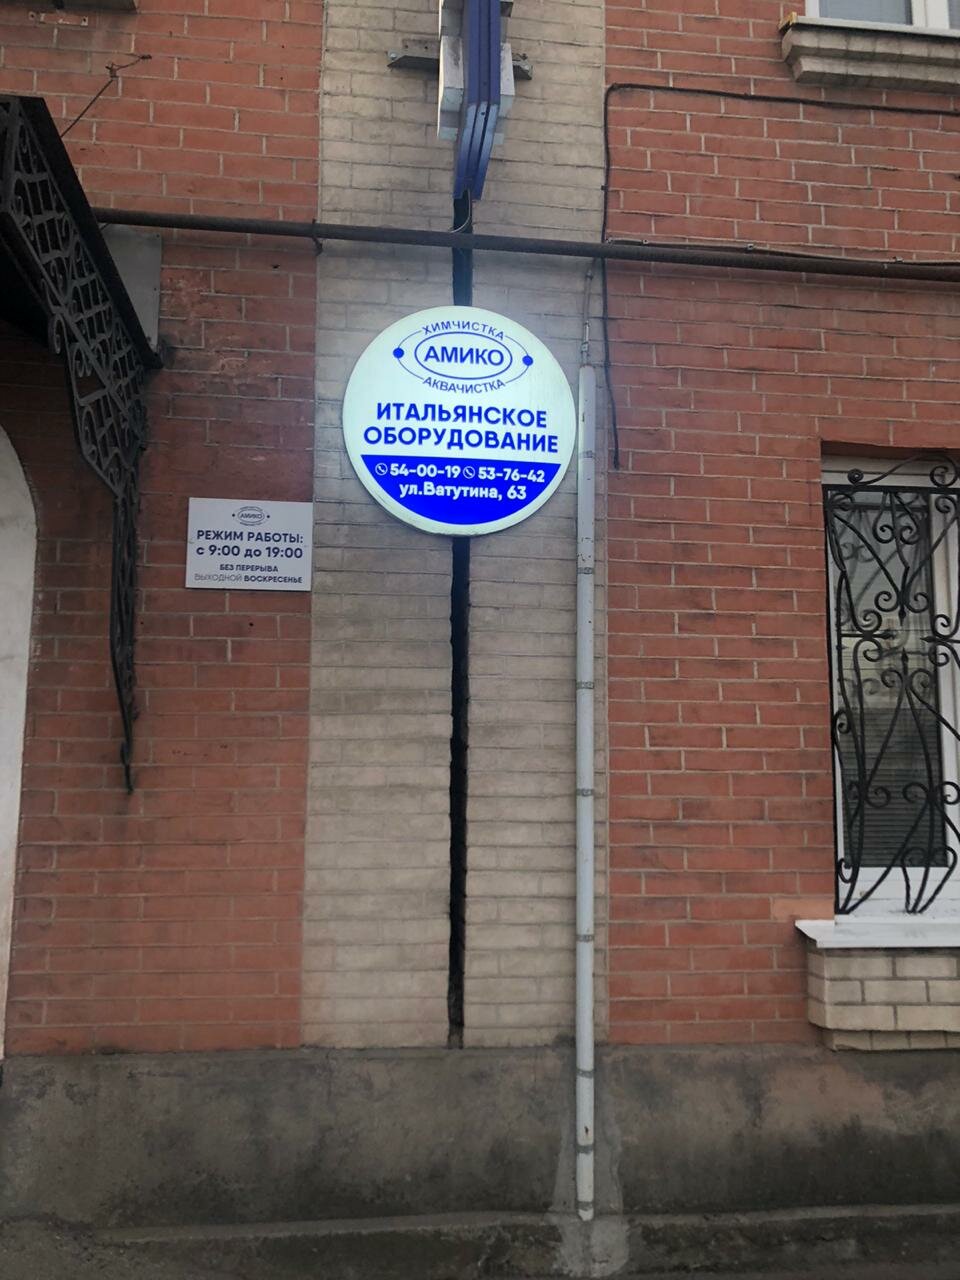 ХИМЧИСТКА
АМИКО
АКВАЧИСТКА
ИТАЛЬЯНСКОЕ
ОБОРУДОВАНИЕ
54-00-19 53-76-42
ул.Ватутина, 63
АМИКО
РЕЖИМ РАБОТЫ:
с 9:00 до 19:00
БЕЗ ПЕРЕРЫВА
ВЫХОДНОЙ ВОСКРЕСЕНЬЕ